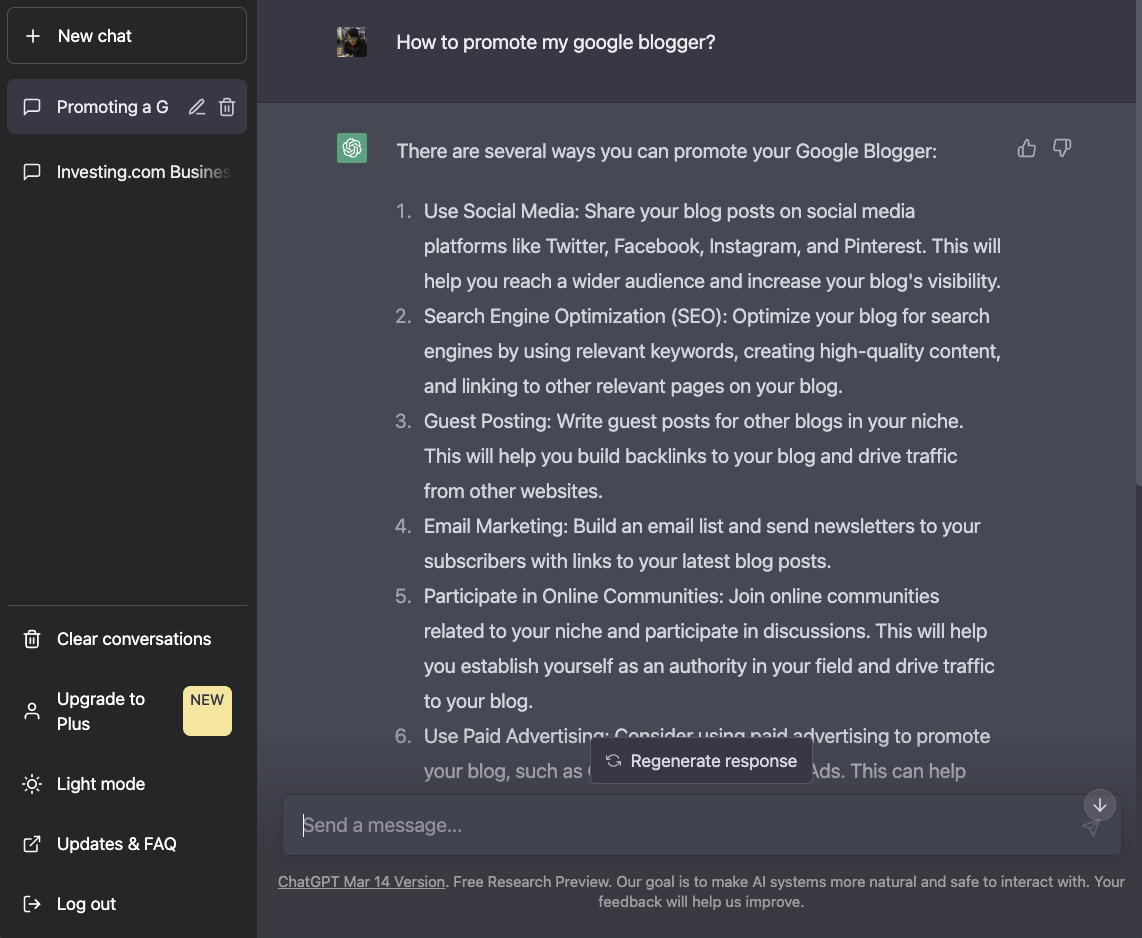 New chat
Promoting a G
Investing.com Business
Clear conversations
Upgrade to
Plus
NEW
Light mode
Updates & FAQ
Log out
How to promote my google blogger?
There are several ways you can promote your Google Blogger:
1. Use Social Media: Share your blog posts on social media
platforms like Twitter, Facebook, Instagram, and Pinterest. This will
help you reach a wider audience and increase your blog's visibility.
2. Search Engine Optimization (SEO): Optimize your blog for search
engines by using relevant keywords, creating high-quality content,
and linking to other relevant pages on your blog.
3. Guest Posting: Write guest posts for other blogs in your niche.
This will help you build backlinks to your blog and drive traffic
from other websites.
4. Email Marketing: Build an email list and send newsletters to your
subscribers with links to your latest blog posts.
5. Participate in Online Communities: Join online communities
related to your niche and participate in discussions. This will help
you establish yourself as an authority in your field and drive traffic
to your blog.
6. Use Paid Advertising: Consider using paid advertising to promote
your blog, such as Ads. This can help
Regenerate response
Send a message...
ChatGPT Mar 14 Version. Free Research Preview. Our goal is to make AI systems more natural and safe to interact with. Your
feedback will help us improve.